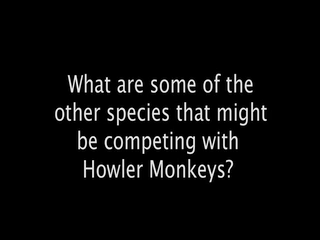 What are some of the
other species that might
be competing with
Howler Monkeys?